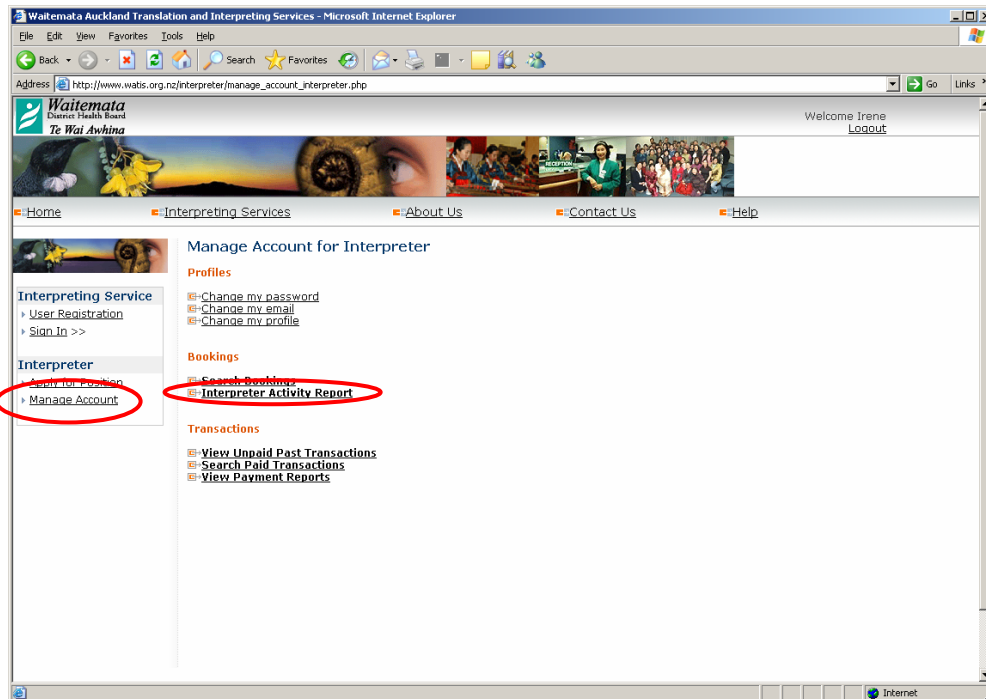 Waitemata Auckland Translation and Interpreting Services - Microsoft Internet Explorer
File Edit View Favorites Tools Help
Back Search Favorites
Address http://www.watis.org.nz/interpreter/manage_account_interpreter.php Go Links »
Waitemata
District Health Board
Te Wai Awhina
Welcome Irene
Logout
RECEPTION
Home Interpreting Services About Us Contact Us Help
Manage Account for Interpreter
Profiles
Change my password
Change my email
Change my profile
Interpreting Service
User Registration
Sign In >>
Interpreter
Apply for Position
Manage Account
Bookings
Search Bookings
Interpreter Activity Report
Transactions
View Unpaid Past Transactions
Search Paid Transactions
View Payment Reports
Internet